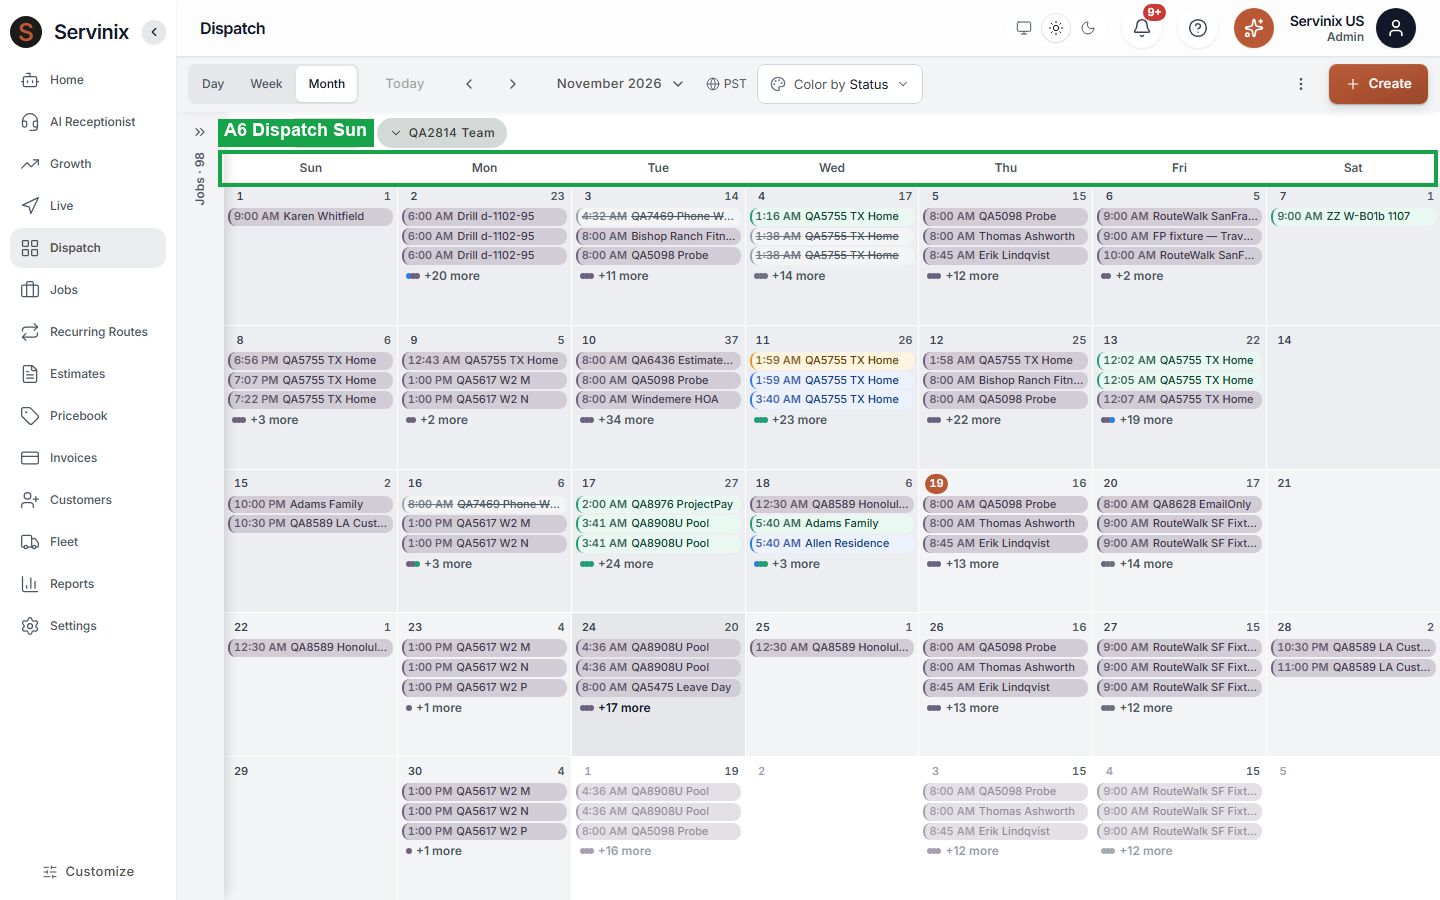 Servinix
Dispatch
9+
Servinix US
Admin
Home
AI Receptionist
Growth
Live
Dispatch
Jobs
Recurring Routes
Estimates
Pricebook
Invoices
Customers
Fleet
Reports
Settings
Customize
Day Week Month Today November 2026 PST Color by Status Create
Jobs · 98
A6 Dispatch Sun QA2814 Team
Sun Mon Tue Wed Thu Fri Sat
1 1
9:00 AM Karen Whitfield
2 23
6:00 AM Drill d-1102-95
6:00 AM Drill d-1102-95
6:00 AM Drill d-1102-95
+20 more
3 14
4:32 AM QA7469 Phone W...
8:00 AM Bishop Ranch Fitn...
8:00 AM QA5098 Probe
+11 more
4 17
1:16 AM QA5755 TX Home
1:38 AM QA5755 TX Home
1:38 AM QA5755 TX Home
+14 more
5 15
8:00 AM QA5098 Probe
8:00 AM Thomas Ashworth
8:45 AM Erik Lindqvist
+12 more
6 5
9:00 AM RouteWalk SanFra...
9:00 AM FP fixture — Trav...
10:00 AM RouteWalk SanF...
+2 more
7 1
9:00 AM ZZ W-B01b 1107
8 6
6:56 PM QA5755 TX Home
7:07 PM QA5755 TX Home
7:22 PM QA5755 TX Home
+3 more
9 5
12:43 AM QA5755 TX Home
1:00 PM QA5617 W2 M
1:00 PM QA5617 W2 N
+2 more
10 37
8:00 AM QA6436 Estimate...
8:00 AM QA5098 Probe
8:00 AM Windemere HOA
+34 more
11 26
1:59 AM QA5755 TX Home
1:59 AM QA5755 TX Home
3:40 AM QA5755 TX Home
+23 more
12 25
1:58 AM QA5755 TX Home
8:00 AM Bishop Ranch Fitn...
8:00 AM QA5098 Probe
+22 more
13 22
12:02 AM QA5755 TX Home
12:05 AM QA5755 TX Home
12:07 AM QA5755 TX Home
+19 more
14
15 2
10:00 PM Adams Family
10:30 PM QA8589 LA Cust...
16 6
8:00 AM QA7469 Phone W...
1:00 PM QA5617 W2 M
1:00 PM QA5617 W2 N
+3 more
17 27
2:00 AM QA8976 ProjectPay
3:41 AM QA8908U Pool
3:41 AM QA8908U Pool
+24 more
18 6
12:30 AM QA8589 Honolul...
5:40 AM Adams Family
5:40 AM Allen Residence
+3 more
19 16
8:00 AM QA5098 Probe
8:00 AM Thomas Ashworth
8:45 AM Erik Lindqvist
+13 more
20 17
8:00 AM QA8628 EmailOnly
9:00 AM RouteWalk SF Fixt...
9:00 AM RouteWalk SF Fixt...
+14 more
21
22 1
12:30 AM QA8589 Honolul...
23 4
1:00 PM QA5617 W2 M
1:00 PM QA5617 W2 N
1:00 PM QA5617 W2 P
+1 more
24 20
4:36 AM QA8908U Pool
4:36 AM QA8908U Pool
8:00 AM QA5475 Leave Day
+17 more
25 1
12:30 AM QA8589 Honolul...
26 16
8:00 AM QA5098 Probe
8:00 AM Thomas Ashworth
8:45 AM Erik Lindqvist
+13 more
27 15
9:00 AM RouteWalk SF Fixt...
9:00 AM RouteWalk SF Fixt...
9:00 AM RouteWalk SF Fixt...
+12 more
28 2
10:30 PM QA8589 LA Cust...
11:00 PM QA8589 LA Cust...
29
30 4
1:00 PM QA5617 W2 M
1:00 PM QA5617 W2 N
1:00 PM QA5617 W2 P
+1 more
1 19
4:36 AM QA8908U Pool
4:36 AM QA8908U Pool
8:00 AM QA5098 Probe
+16 more
2
3 15
8:00 AM QA5098 Probe
8:00 AM Thomas Ashworth
8:45 AM Erik Lindqvist
+12 more
4 15
9:00 AM RouteWalk SF Fixt...
9:00 AM RouteWalk SF Fixt...
9:00 AM RouteWalk SF Fixt...
+12 more
5